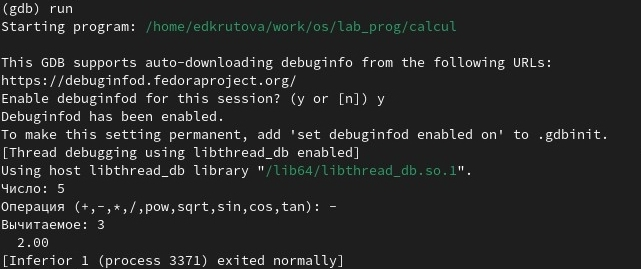 (gdb) run
Starting program: /home/edkrutova/work/os/lab_prog/calcul

This GDB supports auto-downloading debuginfo from the following URLs:
https://debuginfod.fedoraproject.org/
Enable debuginfod for this session? (y or [n]) y
Debuginfod has been enabled.
To make this setting permanent, add 'set debuginfod enabled on' to .gdbinit.
[Thread debugging using libthread_db enabled]
Using host libthread_db library "/lib64/libthread_db.so.1".
Число: 5
Операция (+,-,*,/,pow,sqrt,sin,cos,tan): -
Вычитаемое: 3
  2.00
[Inferior 1 (process 3371) exited normally]